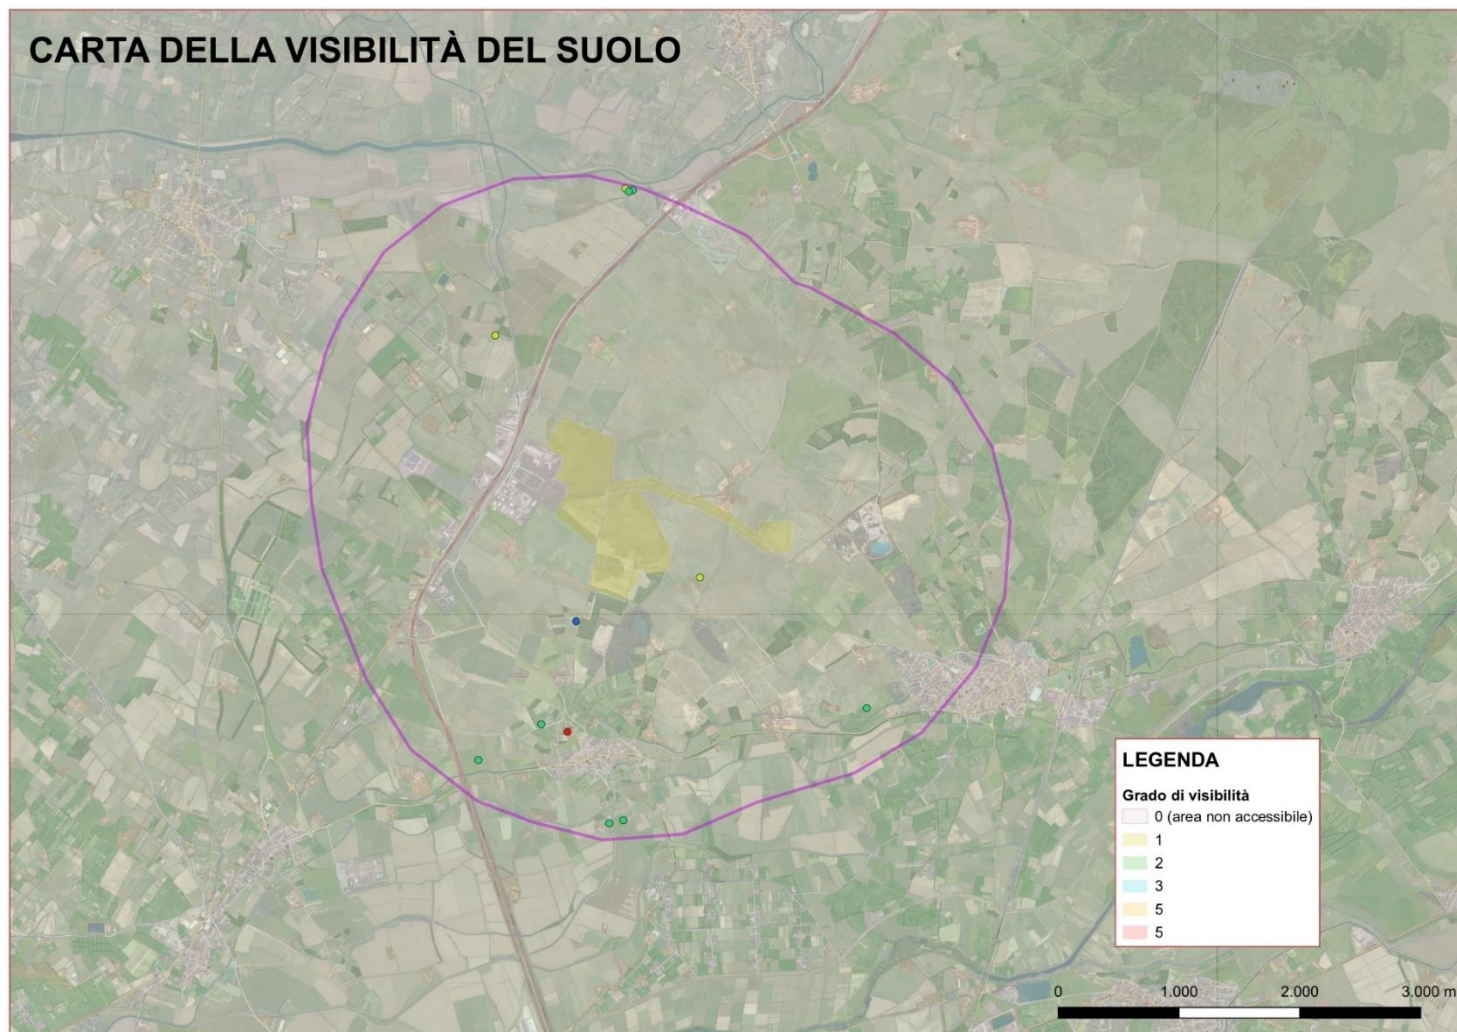 CARTA DELLA VISIBILITÀ DEL SUOLO
LEGENDA
Grado di visibilità
0 (area non accessibile)
1
2
3
5
5
0 1.000 2.000 3.000 m